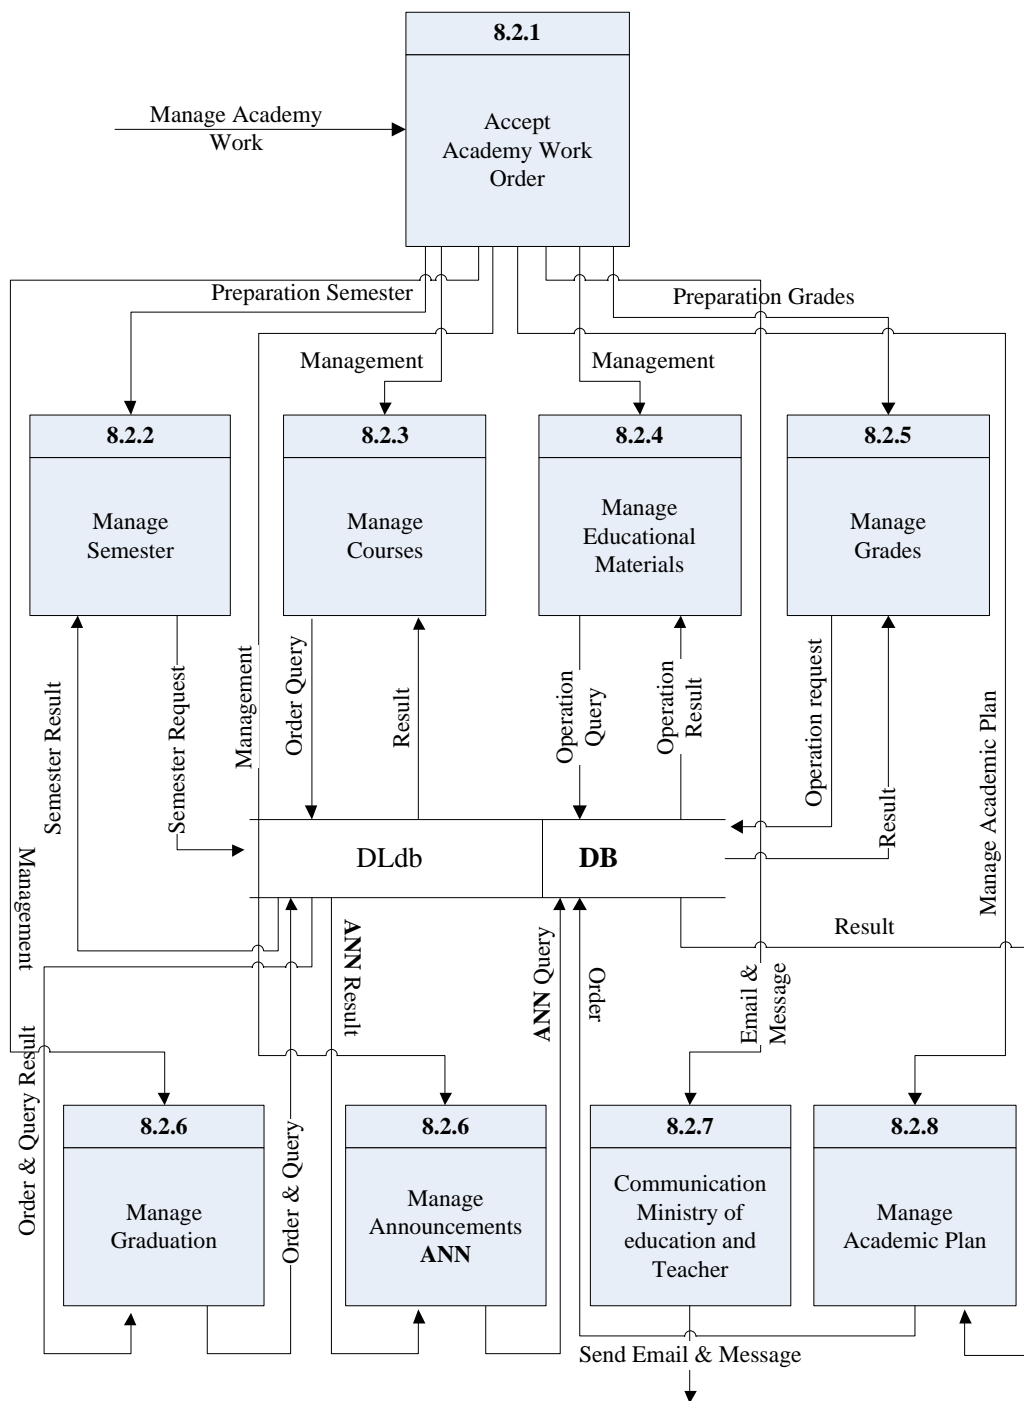 8.2.1
Manage Academy
Work
Accept
Academy Work
Order
Preparation Semester
Preparation Grades
Management
Management
8.2.2
8.2.3
8.2.4
8.2.5
Manage
Semester
Manage
Courses
Manage
Educational
Materials
Manage
Grades
Semester Result
Semester Request
Management
Order Query
Result
Operation
Query
Operation
Result
Operation request
Result
Manage Academic Plan
DLdb
DB
Management
Result
ANN Result
ANN Query
Order
Email &
Message
Order & Query Result
Order & Query
8.2.6
8.2.6
8.2.7
8.2.8
Manage
Graduation
Manage
Announcements
ANN
Communication
Ministry of
education and
Teacher
Manage
Academic Plan
Send Email & Message